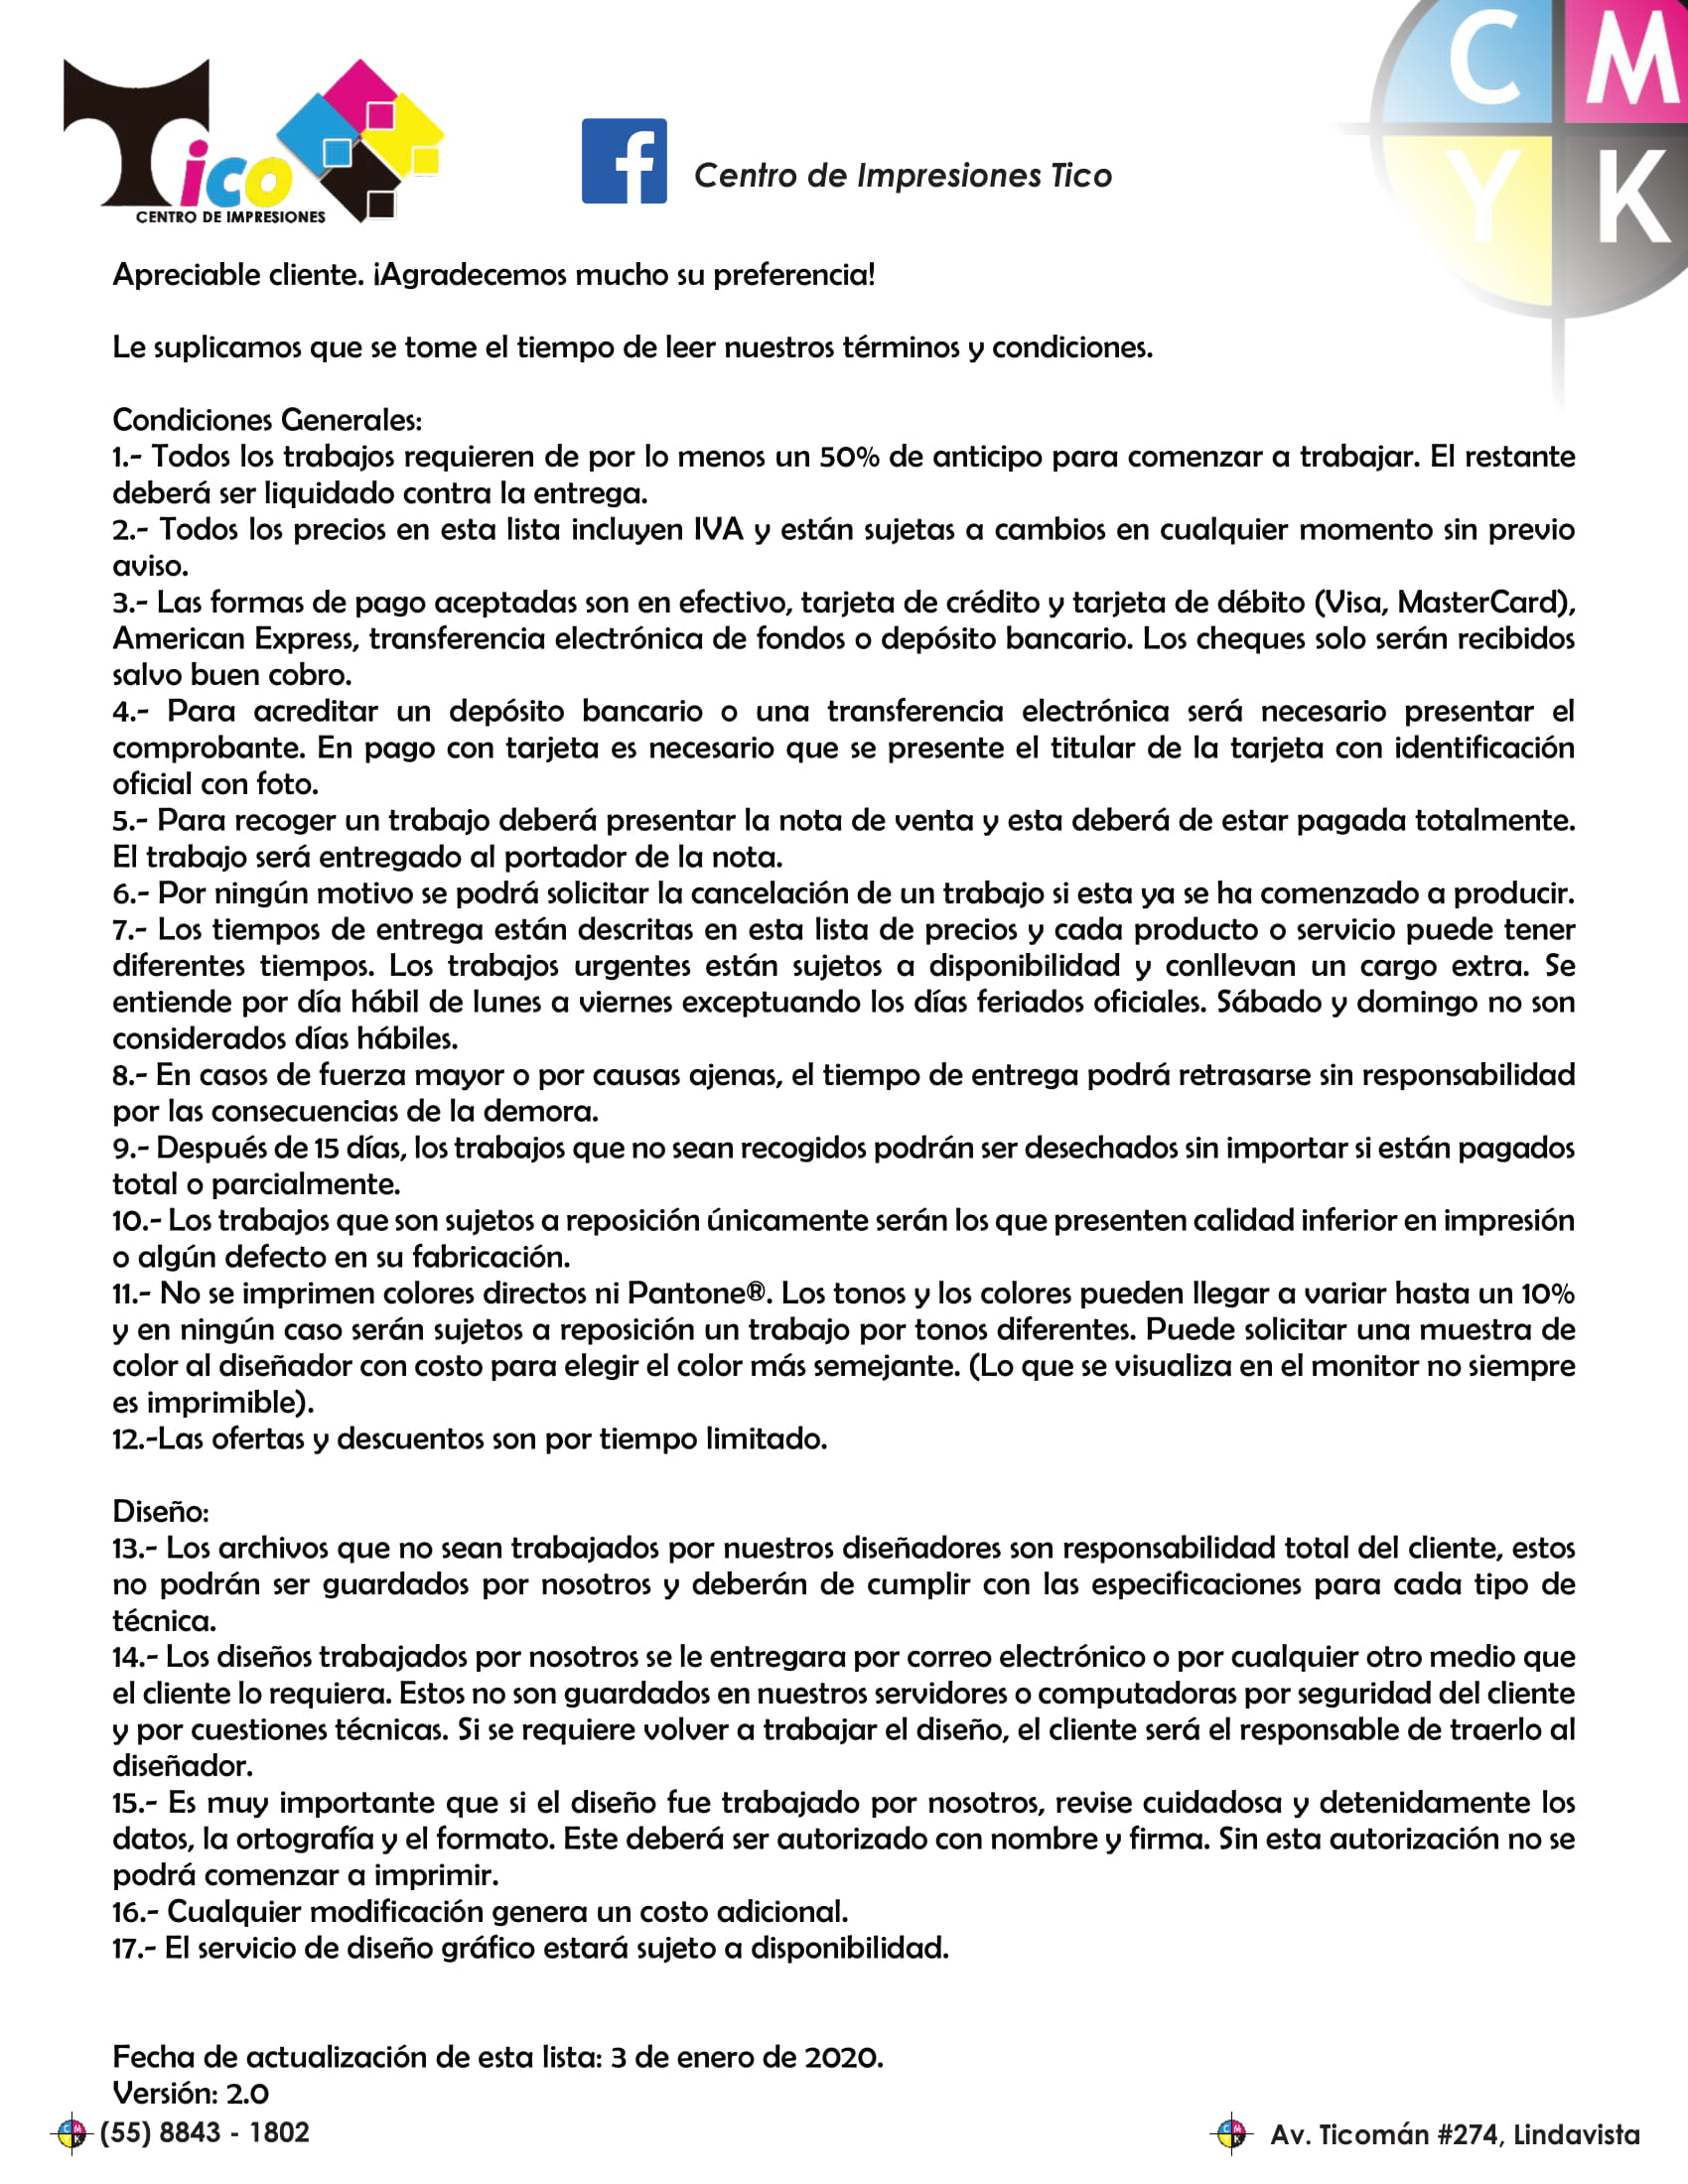 Tico
CENTRO DE IMPRESIONES
Centro de Impresiones Tico
C M
Y K
Apreciable cliente. ¡Agradecemos mucho su preferencia!
Le suplicamos que se tome el tiempo de leer nuestros términos y condiciones.
Condiciones Generales:
1.- Todos los trabajos requieren de por lo menos un 50% de anticipo para comenzar a trabajar. El restante
deberá ser liquidado contra la entrega.
2.- Todos los precios en esta lista incluyen IVA y están sujetas a cambios en cualquier momento sin previo
aviso.
3.- Las formas de pago aceptadas son en efectivo, tarjeta de crédito y tarjeta de débito (Visa, MasterCard),
American Express, transferencia electrónica de fondos o depósito bancario. Los cheques solo serán recibidos
salvo buen cobro.
4.- Para acreditar un depósito bancario o una transferencia electrónica será necesario presentar el
comprobante. En pago con tarjeta es necesario que se presente el titular de la tarjeta con identificación
oficial con foto.
5.- Para recoger un trabajo deberá presentar la nota de venta y esta deberá de estar pagada totalmente.
El trabajo será entregado al portador de la nota.
6.- Por ningún motivo se podrá solicitar la cancelación de un trabajo si esta ya se ha comenzado a producir.
7.- Los tiempos de entrega están descritas en esta lista de precios y cada producto o servicio puede tener
diferentes tiempos. Los trabajos urgentes están sujetos a disponibilidad y conllevan un cargo extra. Se
entiende por día hábil de lunes a viernes exceptuando los días feriados oficiales. Sábado y domingo no son
considerados días hábiles.
8.- En casos de fuerza mayor o por causas ajenas, el tiempo de entrega podrá retrasarse sin responsabilidad
por las consecuencias de la demora.
9.- Después de 15 días, los trabajos que no sean recogidos podrán ser desechados sin importar si están pagados
total o parcialmente.
10.- Los trabajos que son sujetos a reposición únicamente serán los que presenten calidad inferior en impresión
o algún defecto en su fabricación.
11.- No se imprimen colores directos ni Pantone®. Los tonos y los colores pueden llegar a variar hasta un 10%
y en ningún caso serán sujetos a reposición un trabajo por tonos diferentes. Puede solicitar una muestra de
color al diseñador con costo para elegir el color más semejante. (Lo que se visualiza en el monitor no siempre
es imprimible).
12.-Las ofertas y descuentos son por tiempo limitado.
Diseño:
13.- Los archivos que no sean trabajados por nuestros diseñadores son responsabilidad total del cliente, estos
no podrán ser guardados por nosotros y deberán de cumplir con las especificaciones para cada tipo de
técnica.
14.- Los diseños trabajados por nosotros se le entregara por correo electrónico o por cualquier otro medio que
el cliente lo requiera. Estos no son guardados en nuestros servidores o computadoras por seguridad del cliente
y por cuestiones técnicas. Si se requiere volver a trabajar el diseño, el cliente será el responsable de traerlo al
diseñador.
15.- Es muy importante que si el diseño fue trabajado por nosotros, revise cuidadosa y detenidamente los
datos, la ortografía y el formato. Este deberá ser autorizado con nombre y firma. Sin esta autorización no se
podrá comenzar a imprimir.
16.- Cualquier modificación genera un costo adicional.
17.- El servicio de diseño gráfico estará sujeto a disponibilidad.
Fecha de actualización de esta lista: 3 de enero de 2020.
Versión: 2.0
(55) 8843 - 1802
Av. Ticomán #274, Lindavista